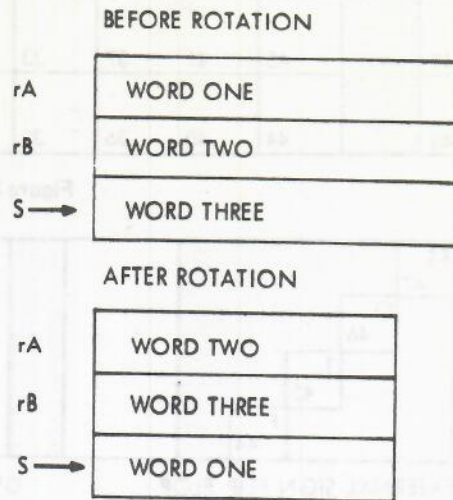 BEFORE ROTATION
rA WORD ONE
rB WORD TWO
S → WORD THREE
AFTER ROTATION
rA WORD TWO
rB WORD THREE
S → WORD ONE